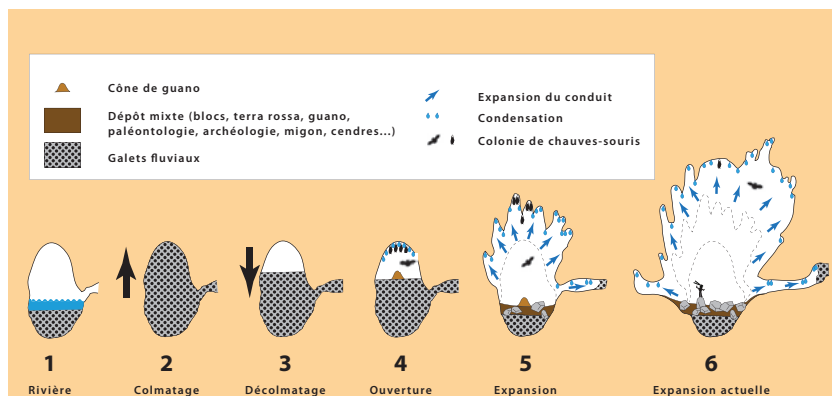 Cône de guano
Dépôt mixte (blocs, terra rossa, guano,
paléontologie, archéologie, migon, cendres...)
Galets fluviaux
Expansion du conduit
Condensation
Colonie de chauves-souris
1
2
3
4
5
6
Rivière
Colmatage
Décolmatage
Ouverture
Expansion
Expansion actuelle